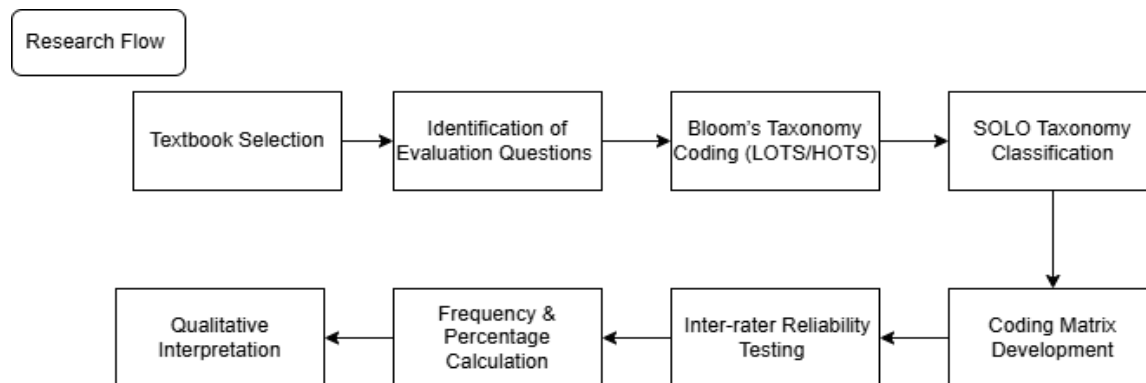 Research Flow
Textbook Selection
Identification of
Evaluation Questions
Bloom's Taxonomy
Coding (LOTS/HOTS)
SOLO Taxonomy
Classification
Coding Matrix
Development
Inter-rater Reliability
Testing
Frequency &
Percentage
Calculation
Qualitative
Interpretation